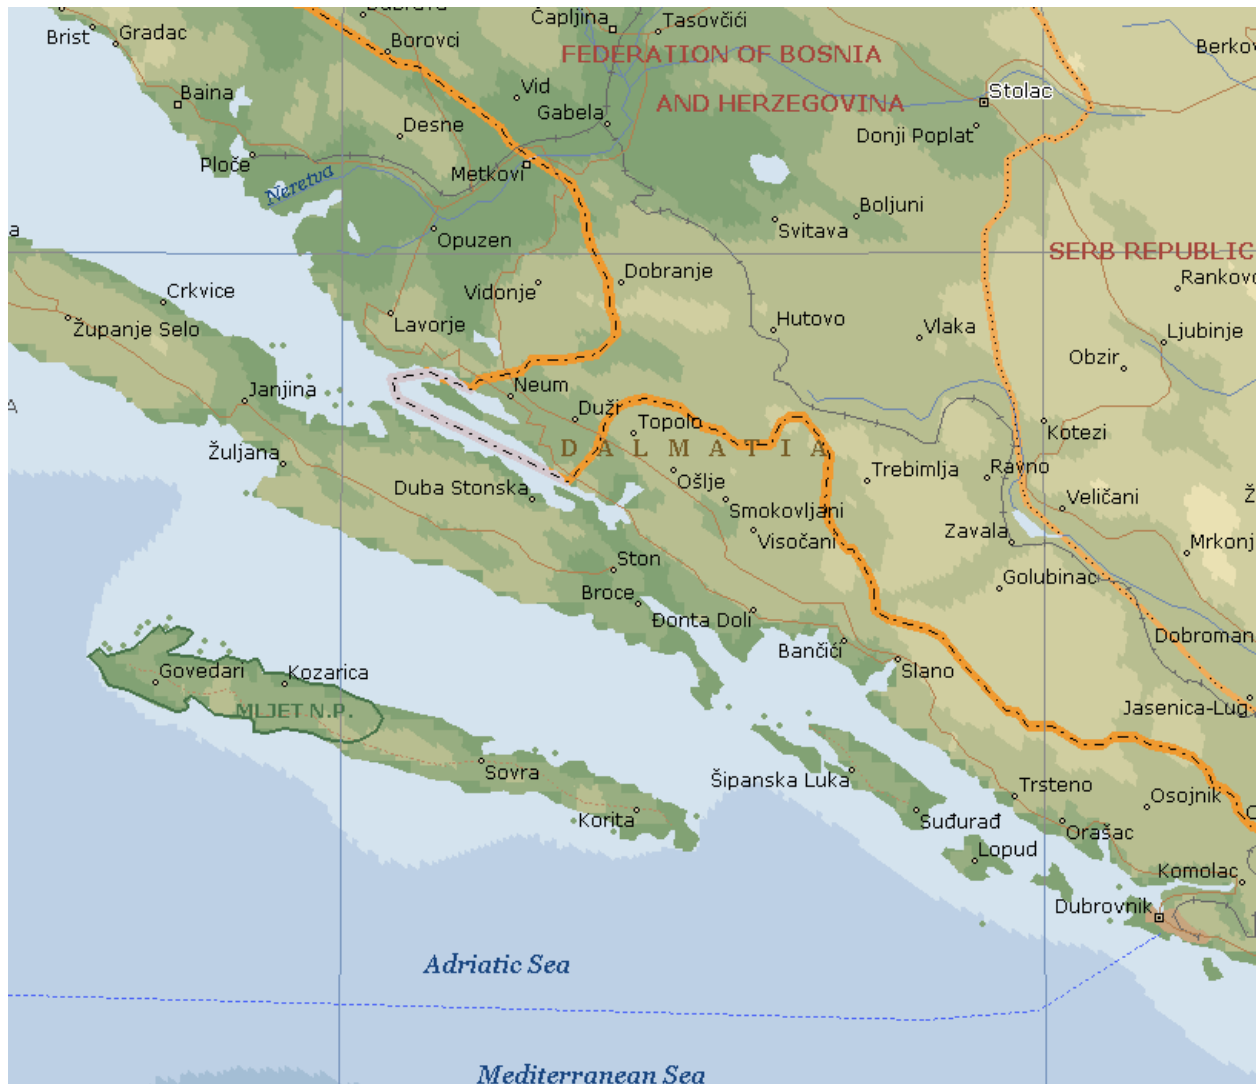 Dubrava
Čapljina
Tasovčići
Brist
Gradac
Borovci
FEDERATION OF BOSNIA
Berkov
AND HERZEGOVINA
Baina
Vid
Gabela
Stolac
Desne
Donji Poplat
Ploče
Metkovi
Neretva
Boljuni
a
Opuzen
Svitava
SERB REPUBLIC
Dobranje
Rankovc
Crkvice
Vidonje
Županje Selo
Lavorje
Hutovo
Vlaka
Ljubinje
Obzir
Janjina
Neum
A
Duži
Topolo
Kotezi
DALMATIA
Žuljana
Trebimlja
Ravno
Duba Stonska
Ošlje
Veličani
Ž
Smokovljani
Zavala
Visočani
Mrkonj
Ston
Golubinac
Broce
Đonta Doli
Dobroman
Bančići
Govedari
Kozarica
Slano
MLJET N.P.
Jasenica-Lug
Sovra
Šipanska Luka
Trsteno
Osojnik
Korita
Suđurađ
Orašac
Lopud
Komolac
Dubrovnik
Adriatic Sea
Mediterranean Sea